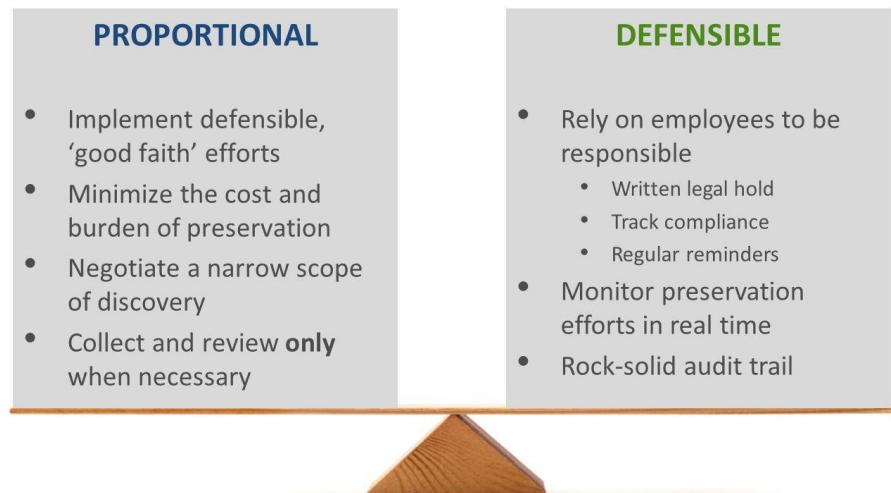 PROPORTIONAL
• Implement defensible,
‘good faith’ efforts
• Minimize the cost and
burden of preservation
• Negotiate a narrow scope
of discovery
• Collect and review only
when necessary
DEFENSIBLE
• Rely on employees to be
responsible
• Written legal hold
• Track compliance
• Regular reminders
• Monitor preservation
efforts in real time
• Rock-solid audit trail